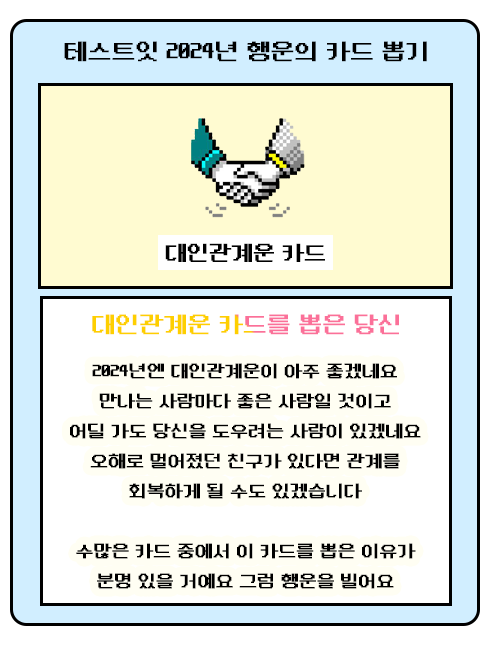 테스트잇 2024년 행운의 카드 뽑기
대인관계운 카드
대인관계운 카드를 뽑은 당신
2024년엔 대인관계운이 아주 좋겠네요
만나는 사람마다 좋은 사람일 것이고
어딜 가도 당신을 도우려는 사람이 있겠네요
오해로 멀어졌던 친구가 있다면 관계를
회복하게 될 수도 있겠습니다
수많은 카드 중에서 이 카드를 뽑은 이유가
분명 있을 거예요 그럼 행운을 빌어요